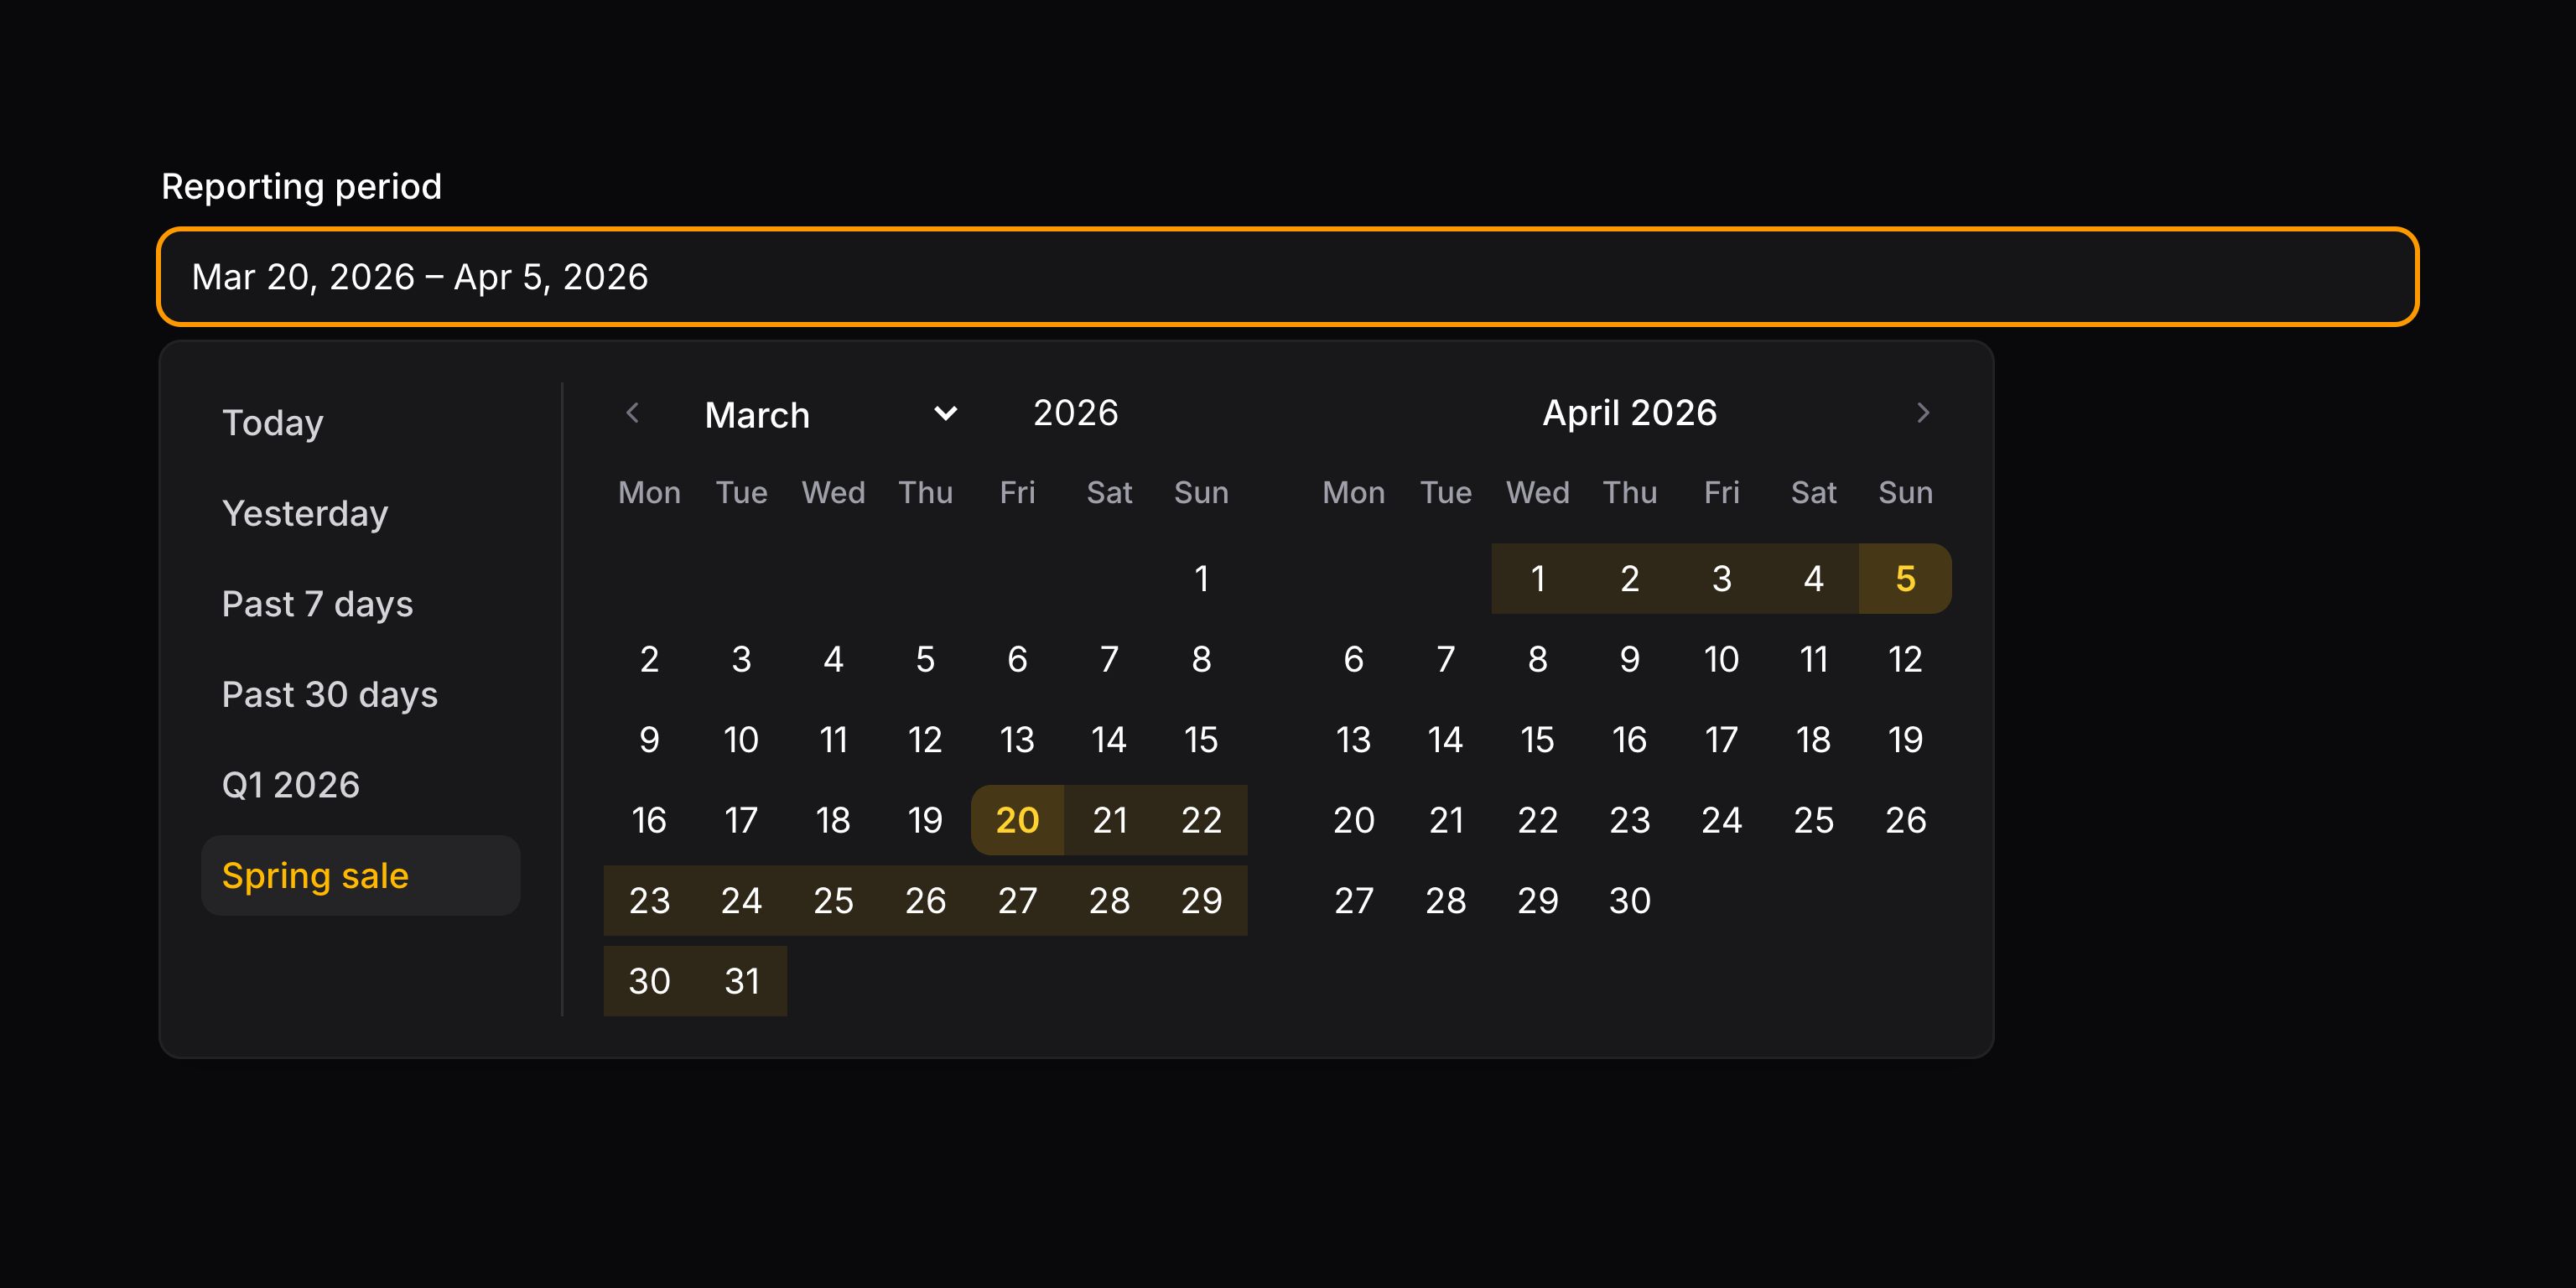 Reporting period
Mar 20, 2026 – Apr 5, 2026
Today
Yesterday
Past 7 days
Past 30 days
Q1 2026
Spring sale
March 2026
Mon Tue Wed Thu Fri Sat Sun
1
2 3 4 5 6 7 8
9 10 11 12 13 14 15
16 17 18 19 20 21 22
23 24 25 26 27 28 29
30 31
April 2026
Mon Tue Wed Thu Fri Sat Sun
1 2 3 4 5
6 7 8 9 10 11 12
13 14 15 16 17 18 19
20 21 22 23 24 25 26
27 28 29 30